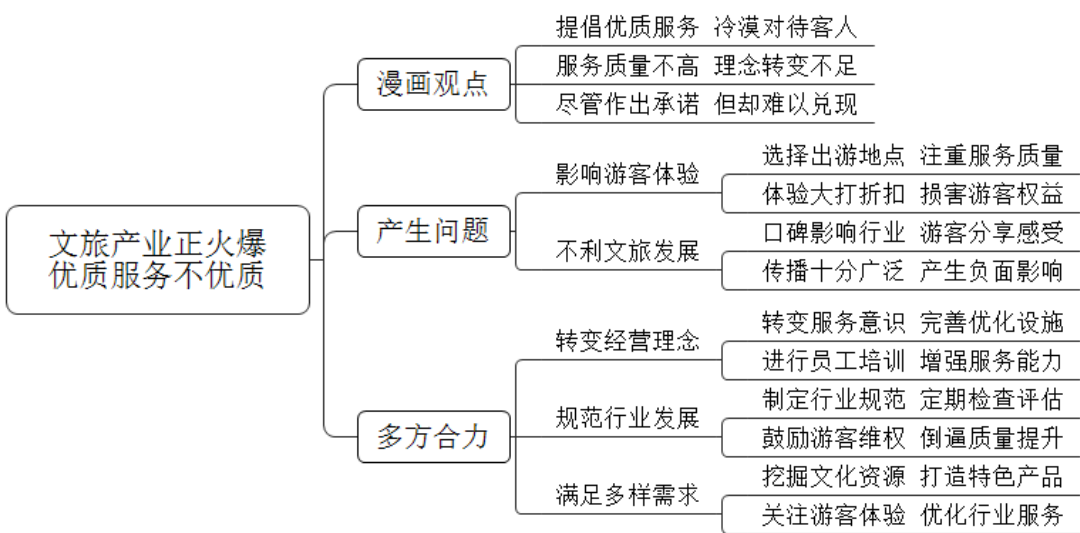 文旅产业正火爆
优质服务不优质
漫画观点
提倡优质服务 冷漠对待客人
服务质量不高 理念转变不足
尽管作出承诺 但却难以兑现
产生问题
影响游客体验
选择出游地点 注重服务质量
体验大打折扣 损害游客权益
不利文旅发展
口碑影响行业 游客分享感受
传播十分广泛 产生负面影响
多方合力
转变经营理念
转变服务意识 完善优化设施
进行员工培训 增强服务能力
规范行业发展
制定行业规范 定期检查评估
鼓励游客维权 倒逼质量提升
满足多样需求
挖掘文化资源 打造特色产品
关注游客体验 优化行业服务